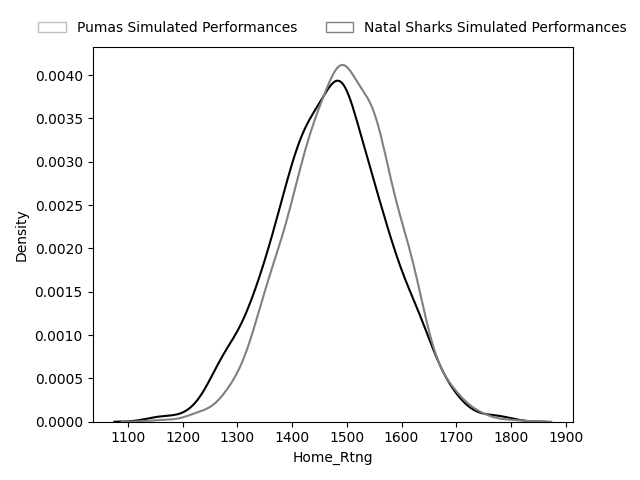 Pumas Simulated Performances
Natal Sharks Simulated Performances
0.0040
0.0035
0.0030
0.0025
0.0020
0.0015
0.0010
0.0005
0.0000
Density
1100 1200 1300 1400 1500 1600 1700 1800 1900
Home_Rtng